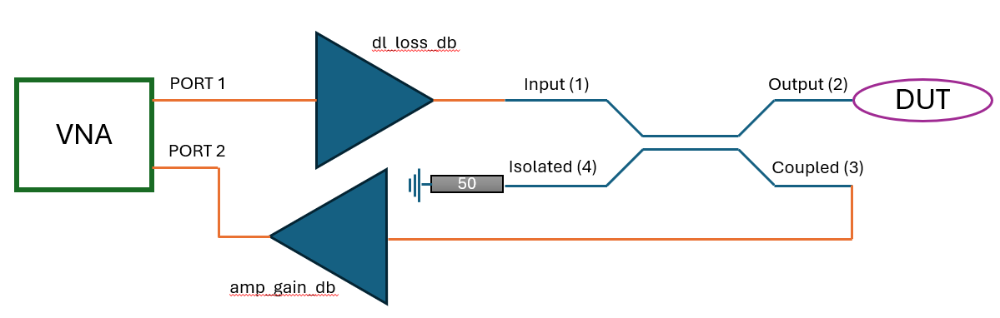 dl_loss_db
PORT 1
Input (1)
Output (2)
DUT
VNA
PORT 2
Isolated (4)
Coupled (3)
50
amp_gain_db